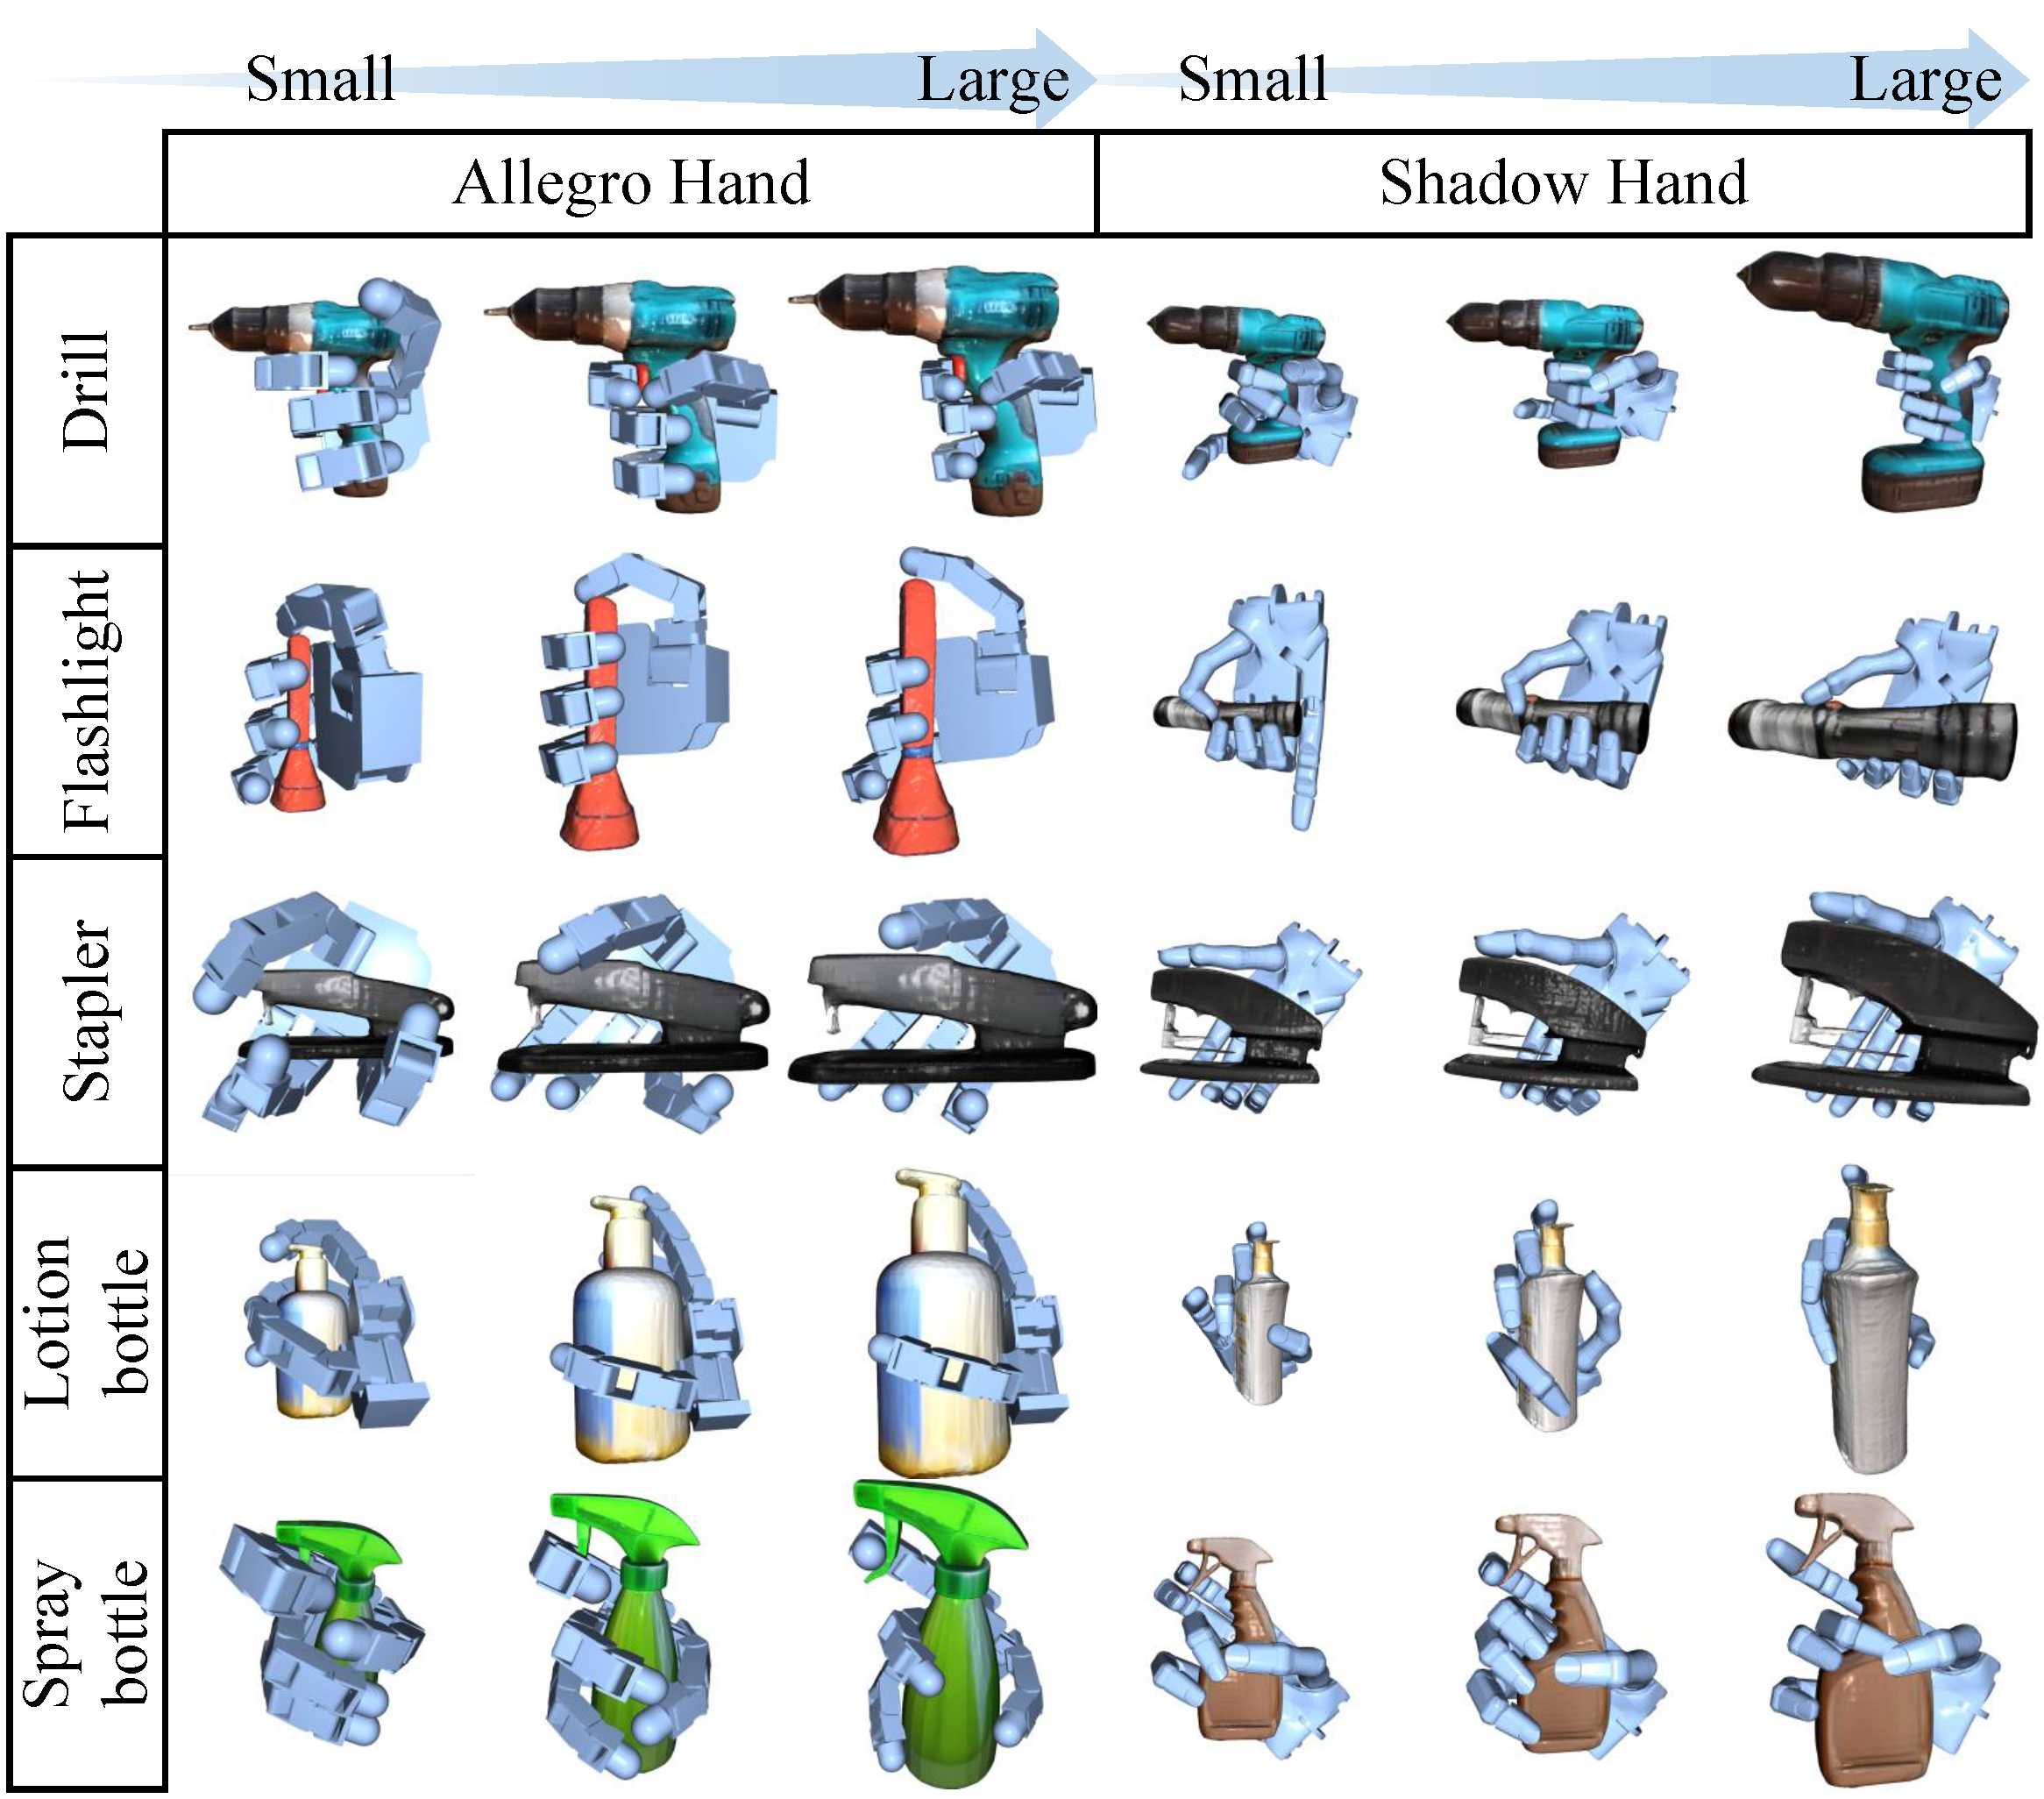 Small
Large
Small
Large
Allegro Hand
Shadow Hand
Drill
Flashlight
Stapler
Lotion
bottle
Spray
bottle